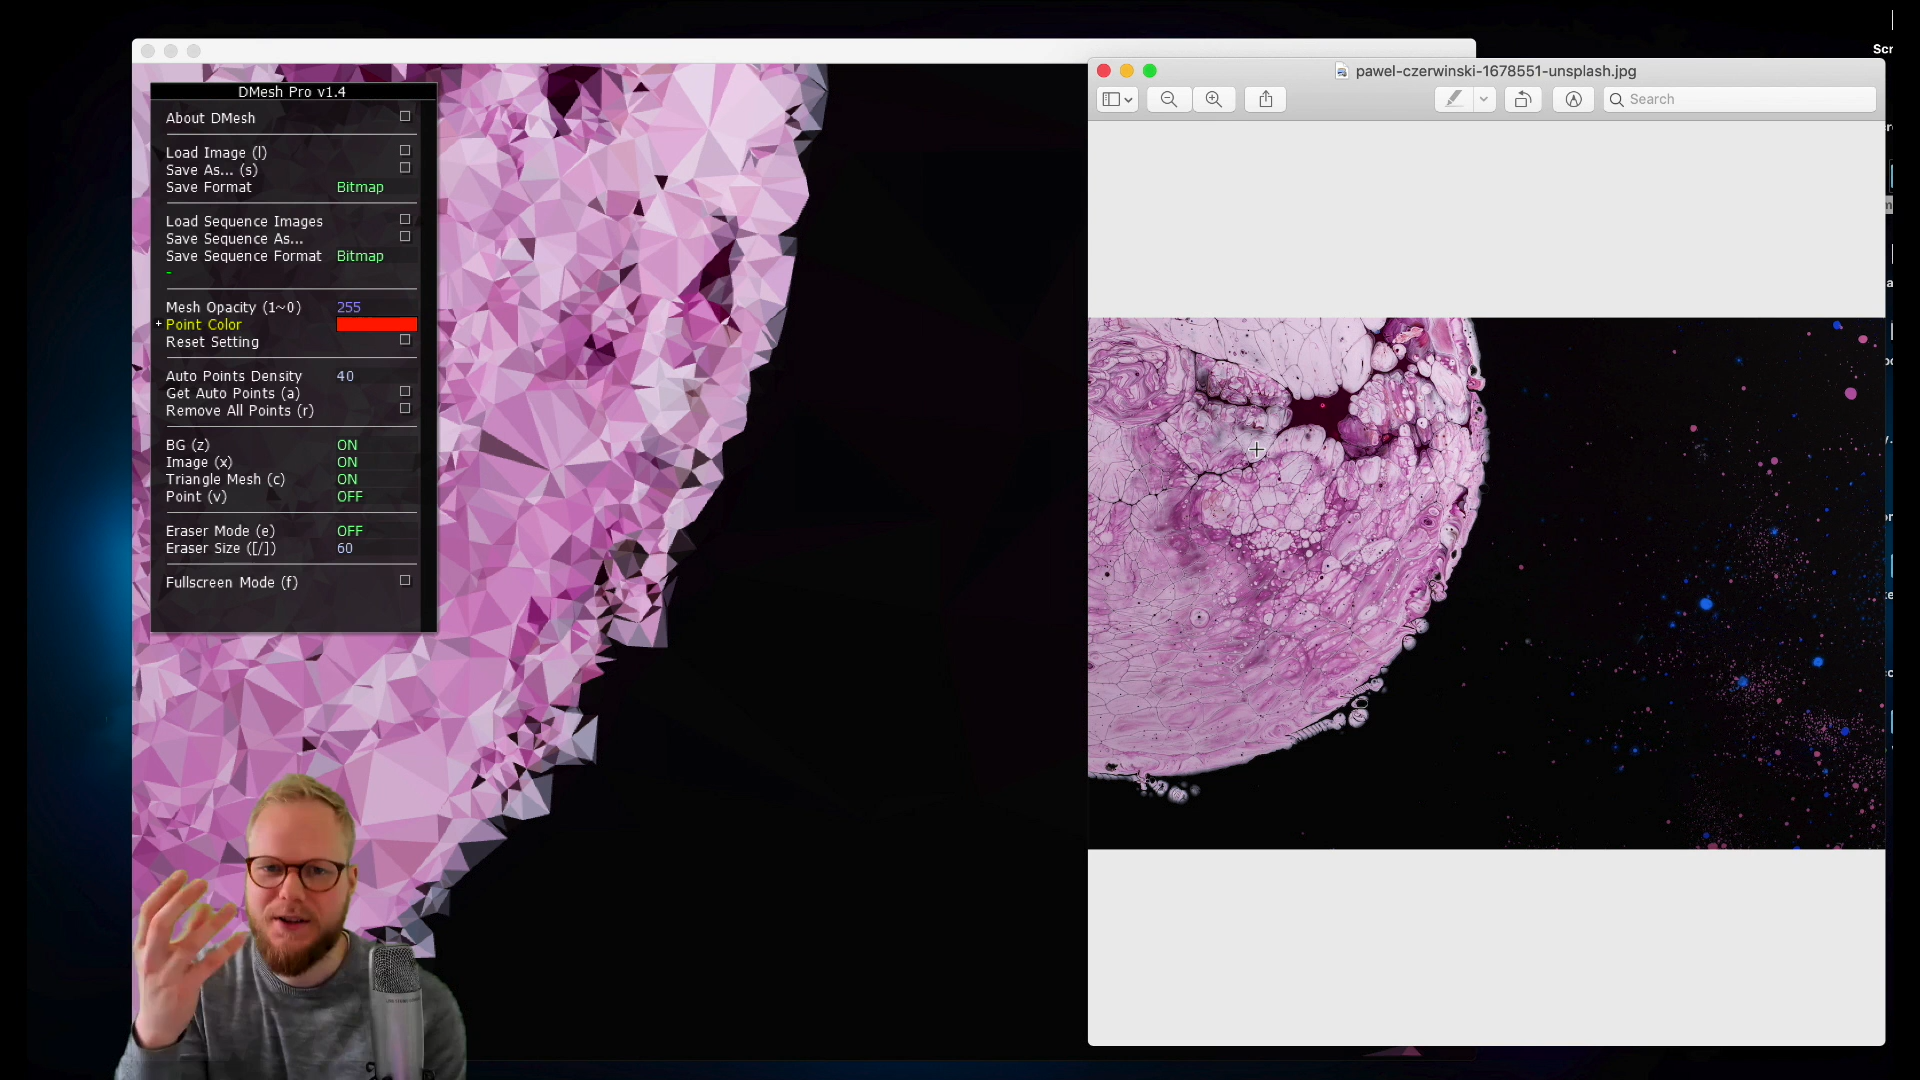 DMesh Pro v1.4
About DMesh
Load Image (l)
Save As... (s)
Save Format Bitmap
Load Sequence Images
Save Sequence As...
Save Sequence Format Bitmap
-
Mesh Opacity (1~0) 255
+ Point Color
Reset Setting
Auto Points Density 40
Get Auto Points (a)
Remove All Points (r)
BG (z) ON
Image (x) ON
Triangle Mesh (c) ON
Point (v) OFF
Eraser Mode (e) OFF
Eraser Size ([/]) 60
Fullscreen Mode (f)
pawel-czerwinski-1678551-unsplash.jpg
Search
Scr